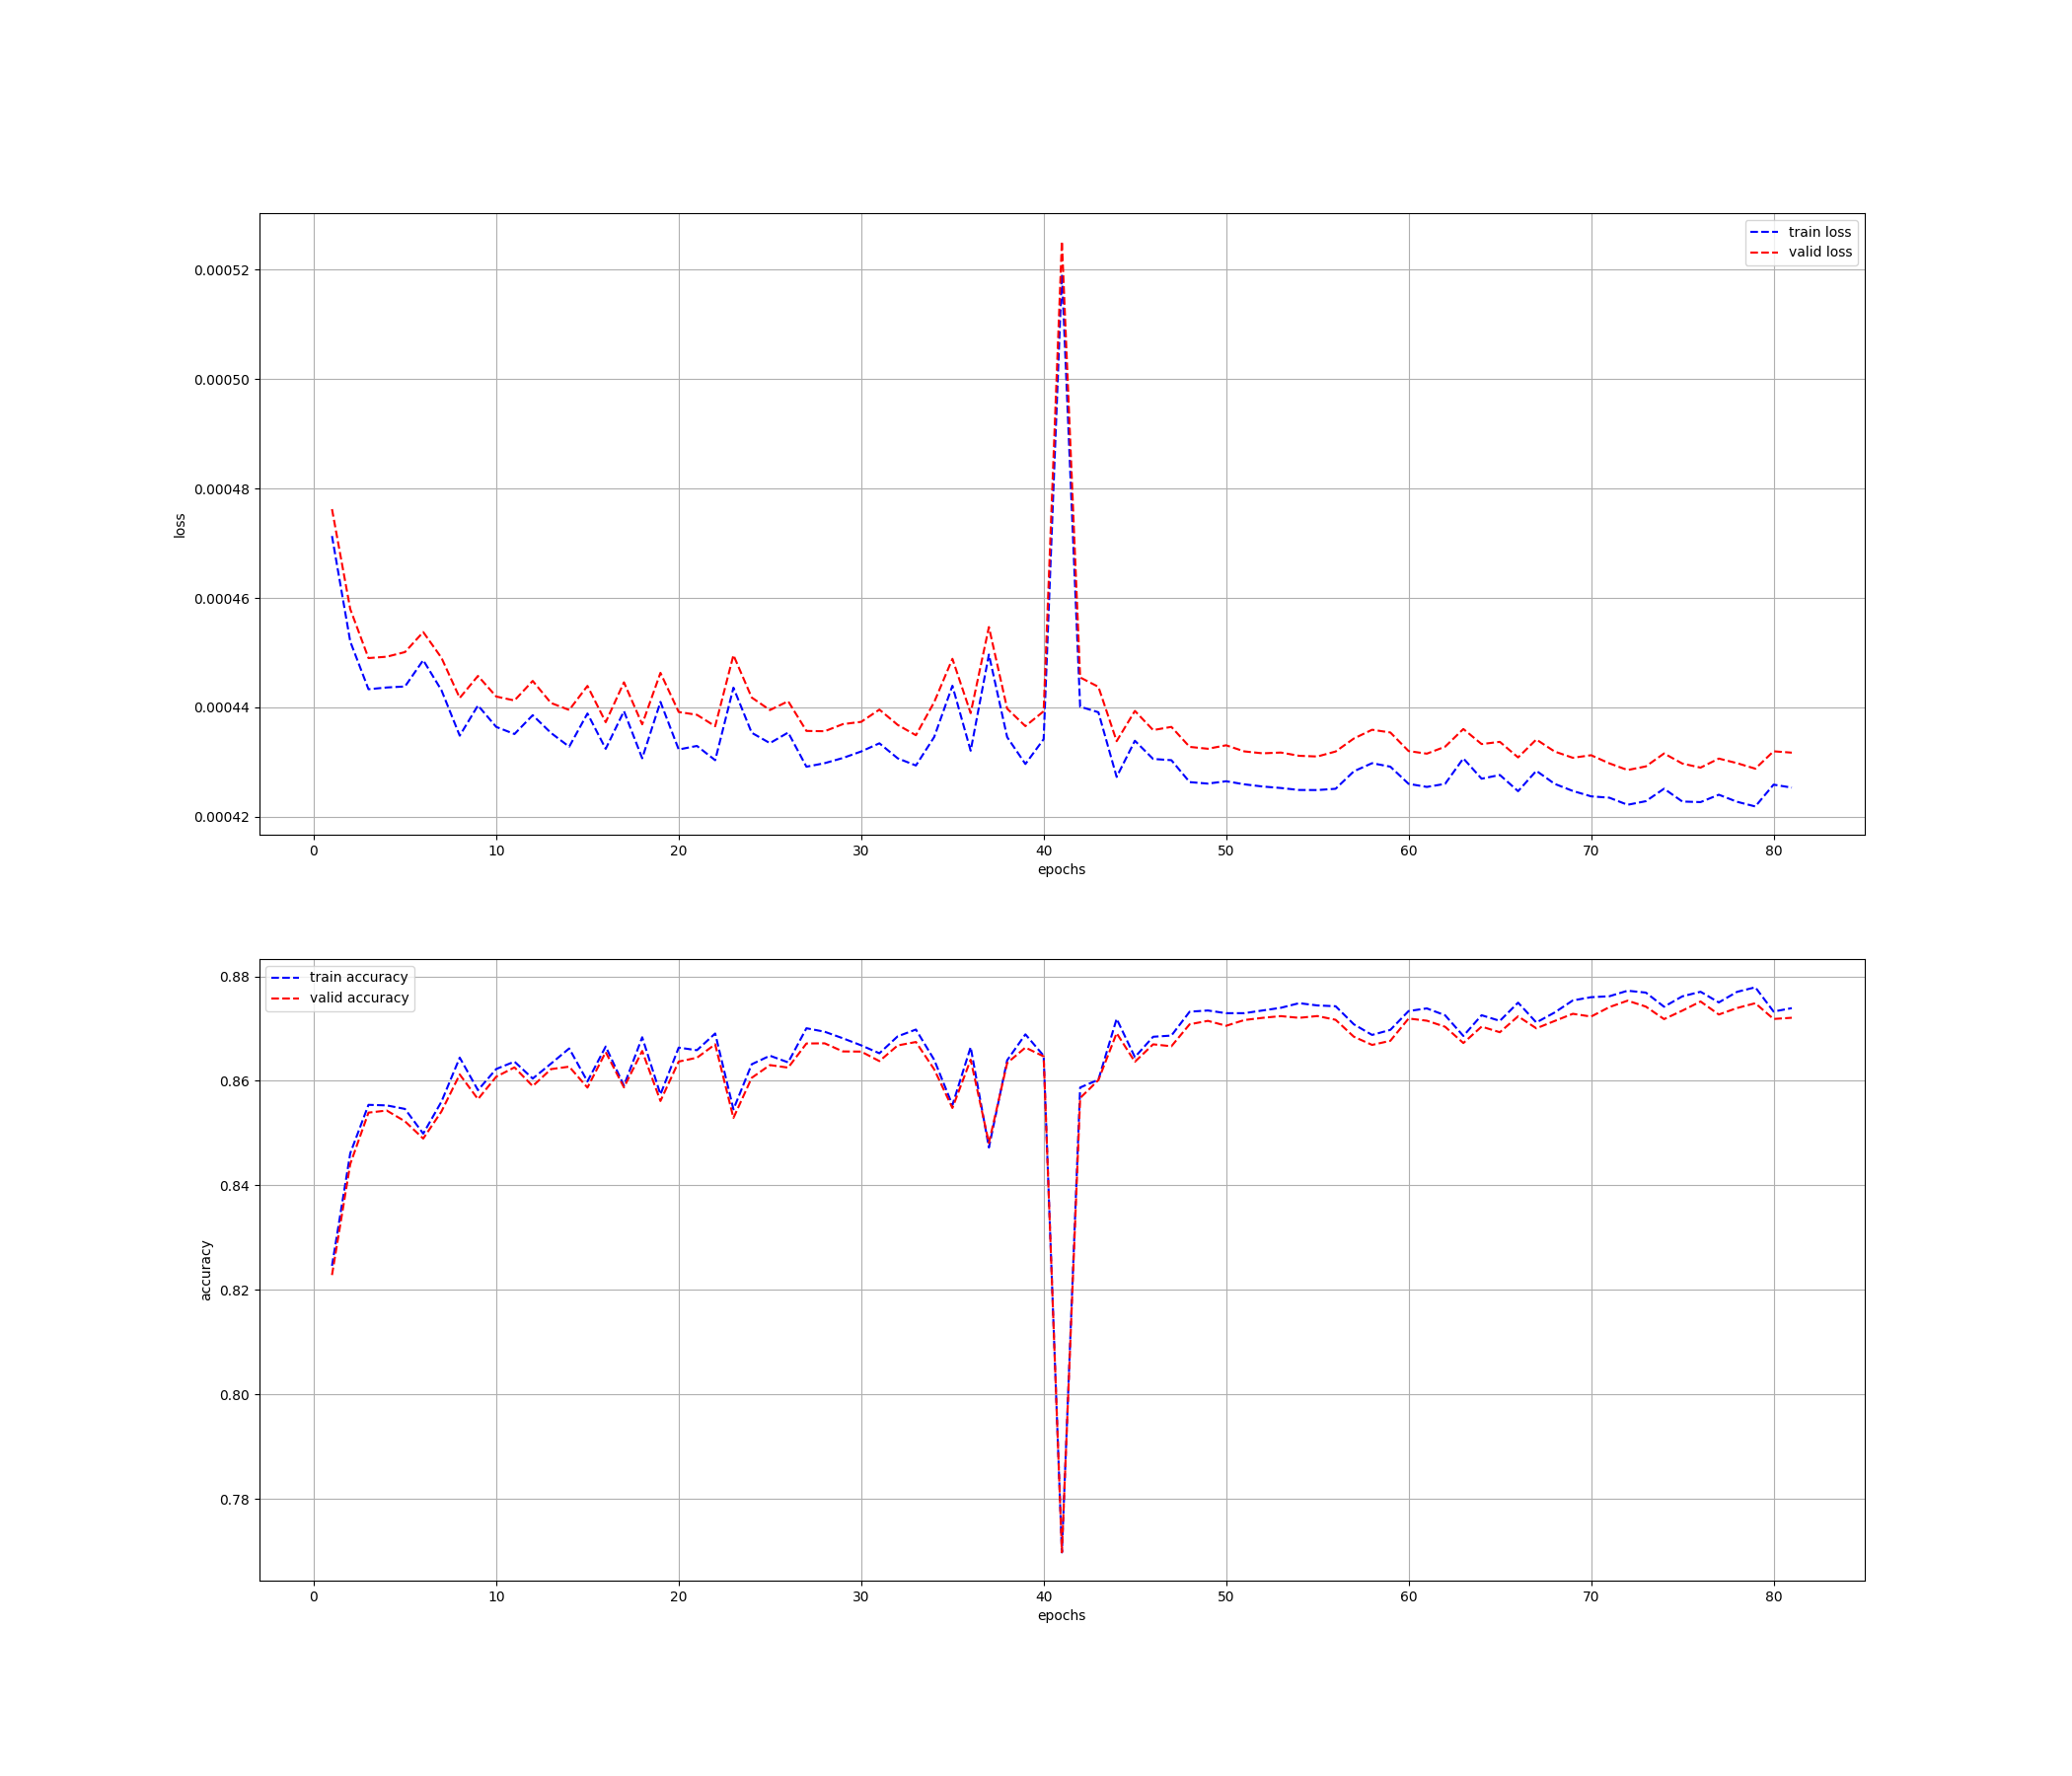 train loss
valid loss
0.00052
0.00050
0.00048
0.00046
0.00044
0.00042
loss
0 10 20 30 40 50 60 70 80
epochs
train accuracy
valid accuracy
0.88
0.86
0.84
0.82
0.80
0.78
accuracy
0 10 20 30 40 50 60 70 80
epochs